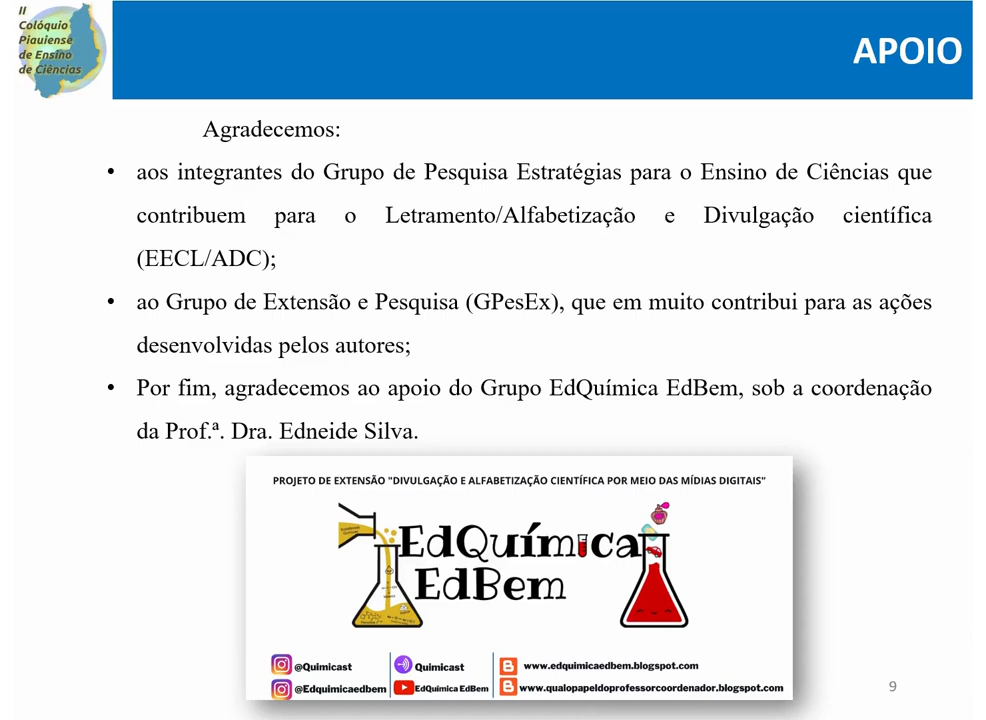 II
Colóquio
Piauiense
de Ensino
de Ciências
APOIO
Agradecemos:
• aos integrantes do Grupo de Pesquisa Estratégias para o Ensino de Ciências que
contribuem para o Letramento/Alfabetização e Divulgação científica
(EECL/ADC);
• ao Grupo de Extensão e Pesquisa (GPesEx), que em muito contribui para as ações
desenvolvidas pelos autores;
• Por fim, agradecemos ao apoio do Grupo EdQuímica EdBem, sob a coordenação
da Prof.ª. Dra. Edneide Silva.
PROJETO DE EXTENSÃO "DIVULGAÇÃO E ALFABETIZAÇÃO CIENTÍFICA POR MEIO DAS MÍDIAS DIGITAIS"
EdQuímica
EdBem
@Quimicast
Quimicast
www.edquimicaedbem.blogspot.com
@Edquimicaedbem
EdQuímica EdBem
www.qualopapeldoprofessorcoordenador.blogspot.com
9